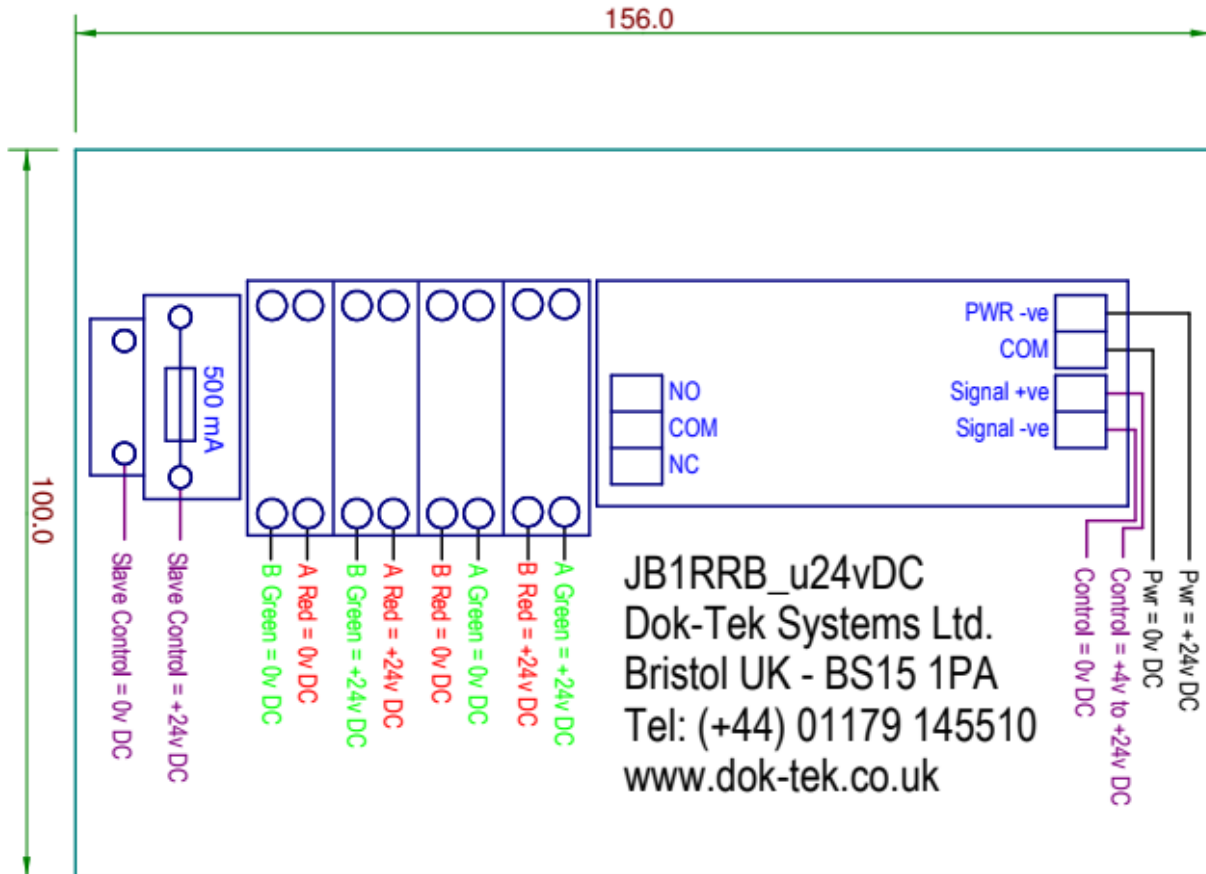 156.0
100.0
500 mA
PWR -ve
COM
Signal +ve
Signal -ve
NO
COM
NC
Slave Control = 0v DC
Slave Control = +24v DC
B Green = 0v DC
A Red = 0v DC
B Green = +24v DC
A Red = +24v DC
B Red = 0v DC
A Green = 0v DC
B Red = +24v DC
A Green = +24v DC
Control = 0v DC
Control = +4v to +24v DC
Pwr = 0v DC
Pwr = +24v DC
JB1RRB_u24vDC
Dok-Tek Systems Ltd.
Bristol UK - BS15 1PA
Tel: (+44) 01179 145510
www.dok-tek.co.uk